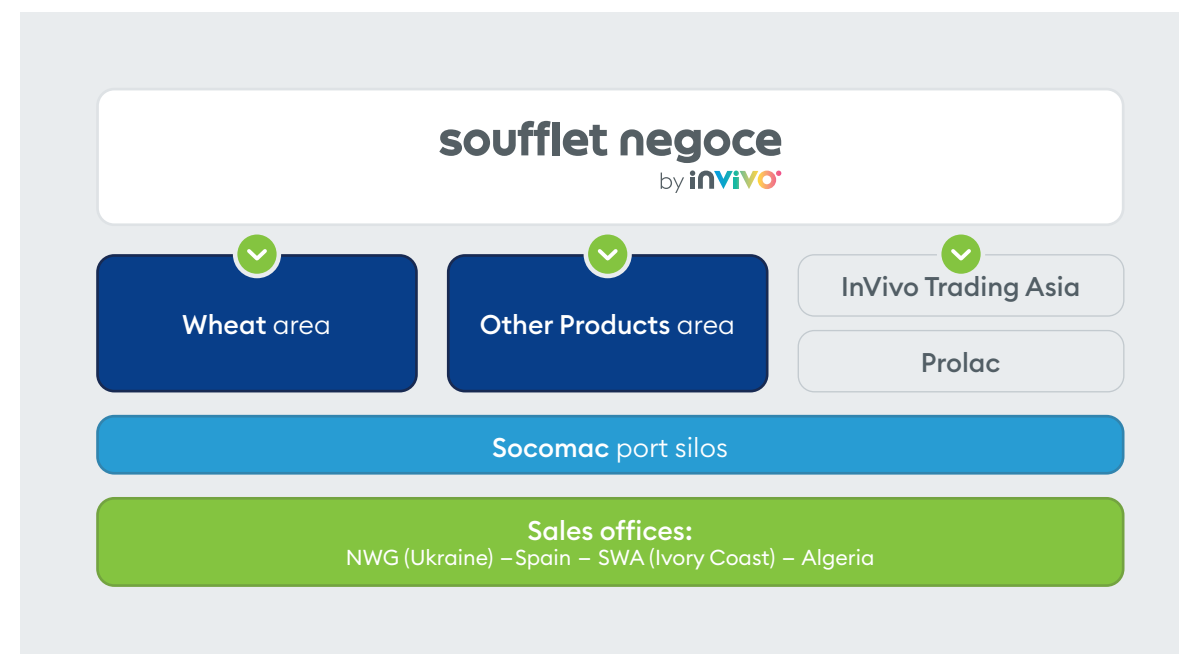 soufflet negoce
by invivo
Wheat area
Other Products area
InVivo Trading Asia
Prolac
Socomac port silos
Sales offices:
NWG (Ukraine) – Spain – SWA (Ivory Coast) – Algeria